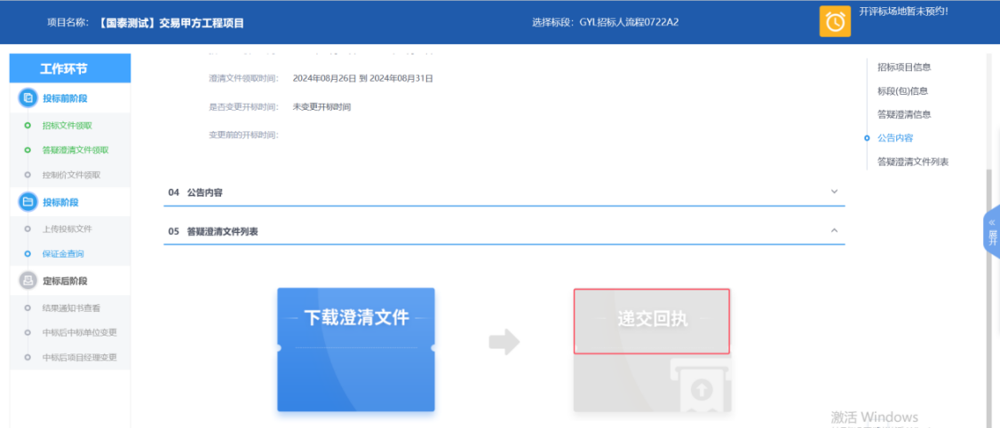 项目名称: 【国泰测试】交易甲方工程项目
选择标段: GYL招标人流程0722A2
开评标场地暂未预约!
工作环节
投标前阶段
招标文件领取
答疑澄清文件领取
控制价文件领取
投标阶段
上传投标文件
保证金查询
定标后阶段
结果通知书查看
中标后中标单位变更
中标后项目经理变更
澄清文件领取时间: 2024年08月26日 到 2024年08月31日
是否变更开标时间: 未变更开标时间
变更前的开标时间:
04 公告内容
05 答疑澄清文件列表
下载澄清文件
递交回执
招标项目信息
标段(包)信息
答疑澄清信息
公告内容
答疑澄清文件列表
«
展开
激活 Windows